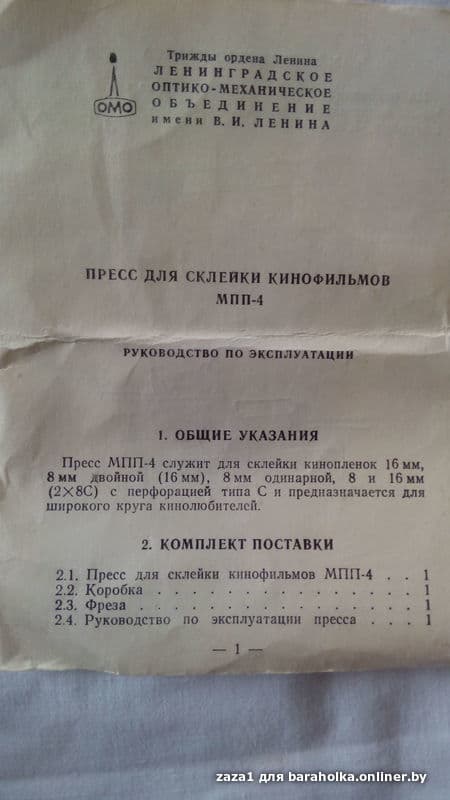 Трижды ордена Ленина
ЛЕНИНГРАДСКОЕ
ОПТИКО-МЕХАНИЧЕСКОЕ
ОБЪЕДИНЕНИЕ
имени В. И. ЛЕНИНА
ОМО
ПРЕСС ДЛЯ СКЛЕЙКИ КИНОФИЛЬМОВ
МПП-4
РУКОВОДСТВО ПО ЭКСПЛУАТАЦИИ
1. ОБЩИЕ УКАЗАНИЯ
Пресс МПП-4 служит для склейки кинопленок 16 мм,
8 мм двойной (16 мм), 8 мм одинарной, 8 и 16 мм
(2×8С) с перфорацией типа С и предназначается для
широкого круга кинолюбителей.
2. КОМПЛЕКТ ПОСТАВКИ
2.1. Пресс для склейки кинофильмов МПП-4 . . 1
2.2. Коробка . . . . . . . . . . . . . . . . 1
2.3. Фреза . . . . . . . . . . . . . . . . . 1
2.4. Руководство по эксплуатации пресса . . . 1
— 1 —
zaza1 для baraholka.onliner.by